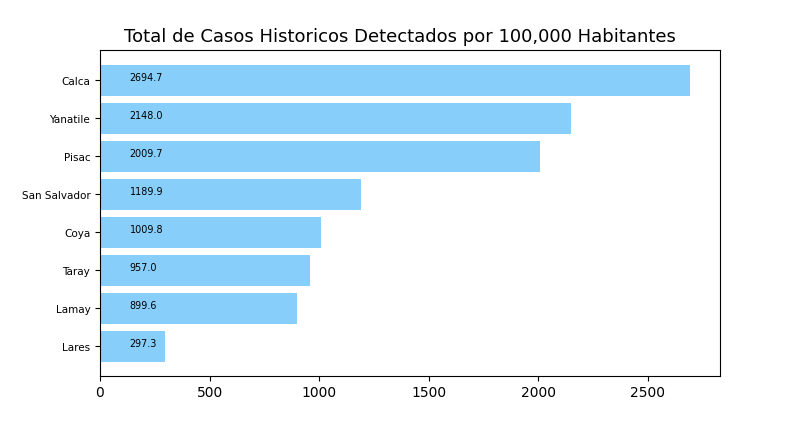 Total de Casos Historicos Detectados por 100,000 Habitantes
Calca 2694.7
Yanatile 2148.0
Pisac 2009.7
San Salvador 1189.9
Coya 1009.8
Taray 957.0
Lamay 899.6
Lares 297.3
0 500 1000 1500 2000 2500